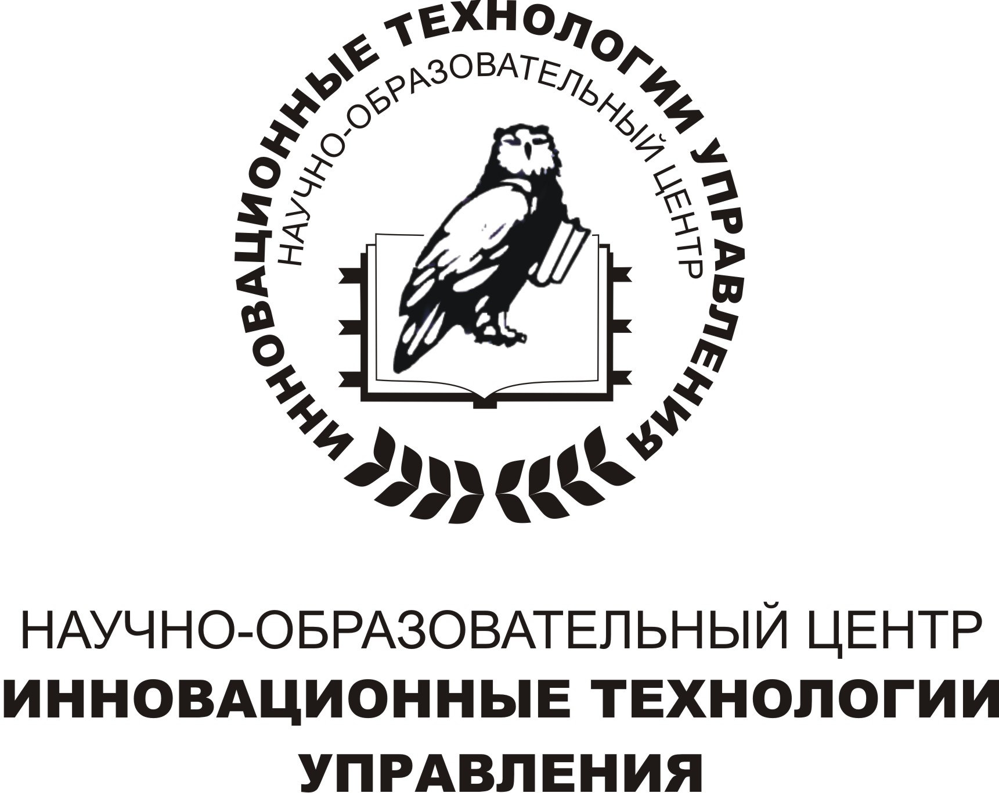 ИННОВАЦИОННЫЕ ТЕХНОЛОГИИ УПРАВЛЕНИЯ
НАУЧНО-ОБРАЗОВАТЕЛЬНЫЙ ЦЕНТР
НАУЧНО-ОБРАЗОВАТЕЛЬНЫЙ ЦЕНТР
ИННОВАЦИОННЫЕ ТЕХНОЛОГИИ
УПРАВЛЕНИЯ